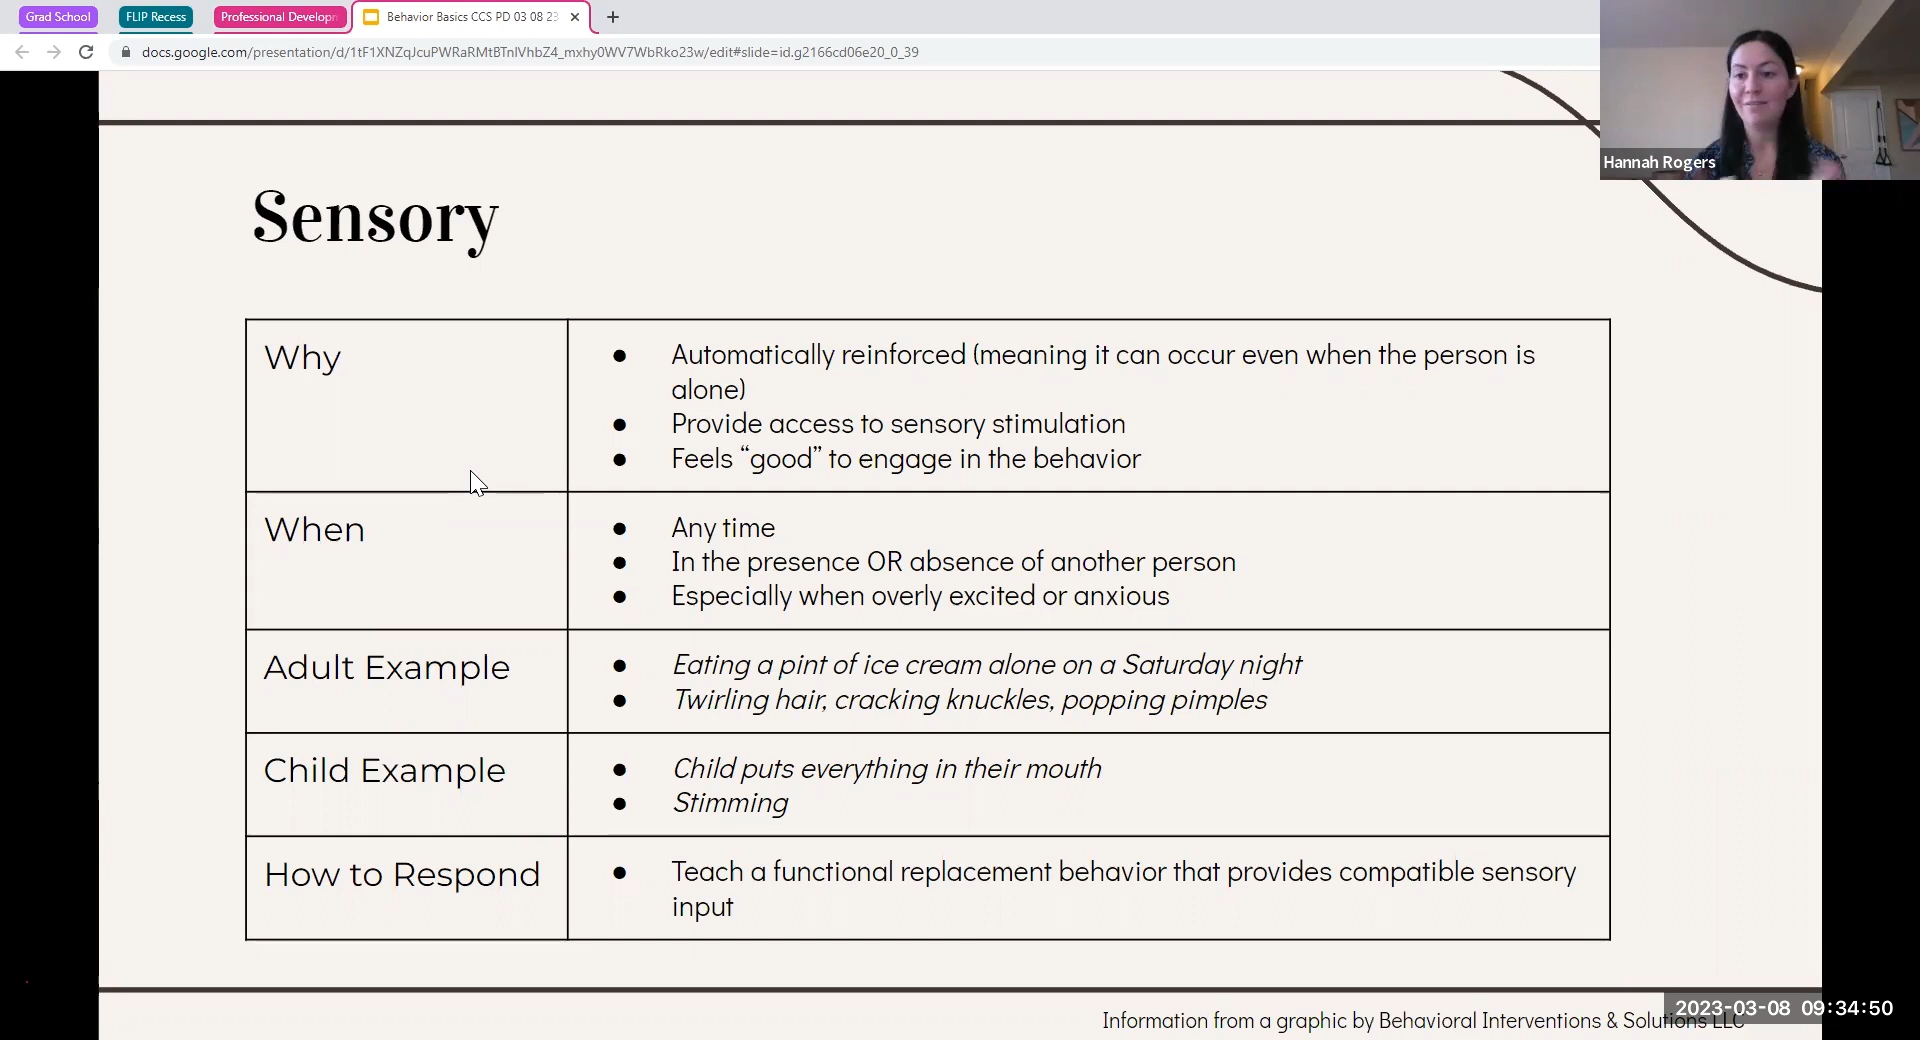 Grad School
FLIP Recess
Professional Develop
Behavior Basics CCS PD 03 08 23
docs.google.com/presentation/d/1tF1XNZqJcuPWRaRMtBTnlVhbZ4_mxhy0WV7WbRko23w/edit#slide=id.g2166cd06e20_0_39
Hannah Rogers
Sensory
Why
● Automatically reinforced (meaning it can occur even when the person is
alone)
● Provide access to sensory stimulation
● Feels “good” to engage in the behavior
When
● Any time
● In the presence OR absence of another person
● Especially when overly excited or anxious
Adult Example
● Eating a pint of ice cream alone on a Saturday night
● Twirling hair, cracking knuckles, popping pimples
Child Example
● Child puts everything in their mouth
● Stimming
How to Respond
● Teach a functional replacement behavior that provides compatible sensory
input
2023-03-08 09:34:50
Information from a graphic by Behavioral Interventions & Solutions LLC